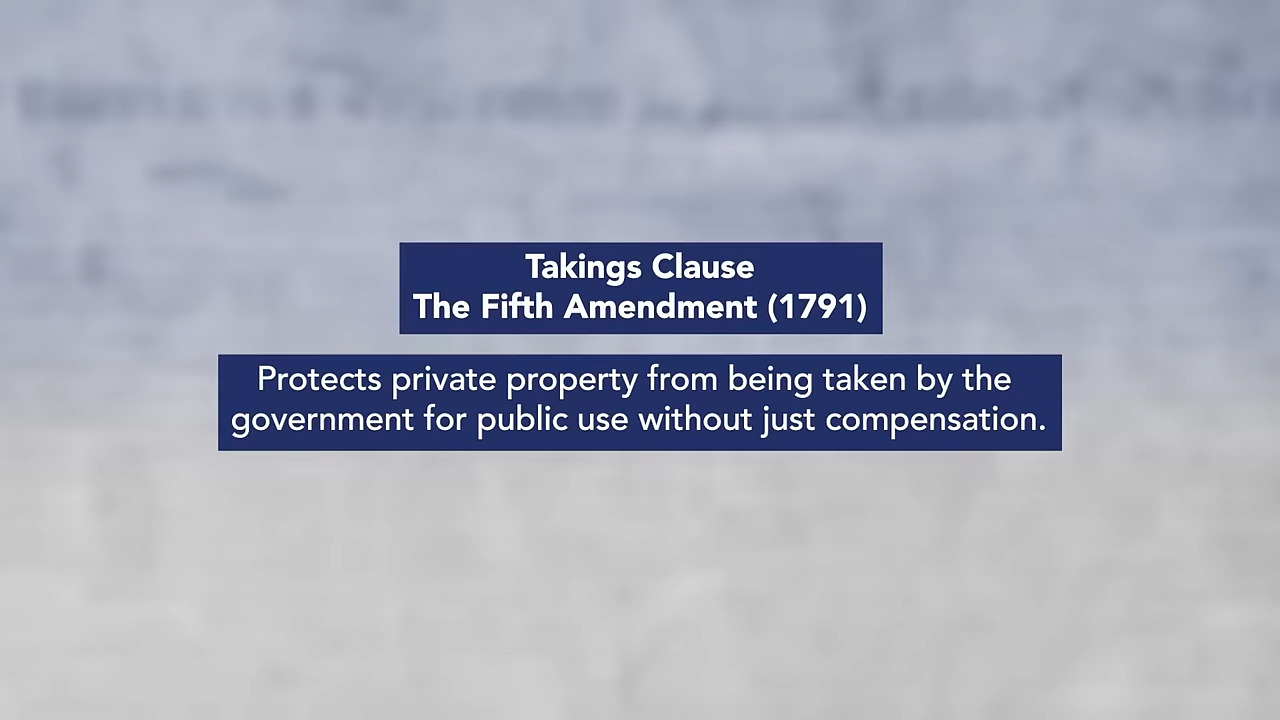 Takings Clause
The Fifth Amendment (1791)
Protects private property from being taken by the
government for public use without just compensation.